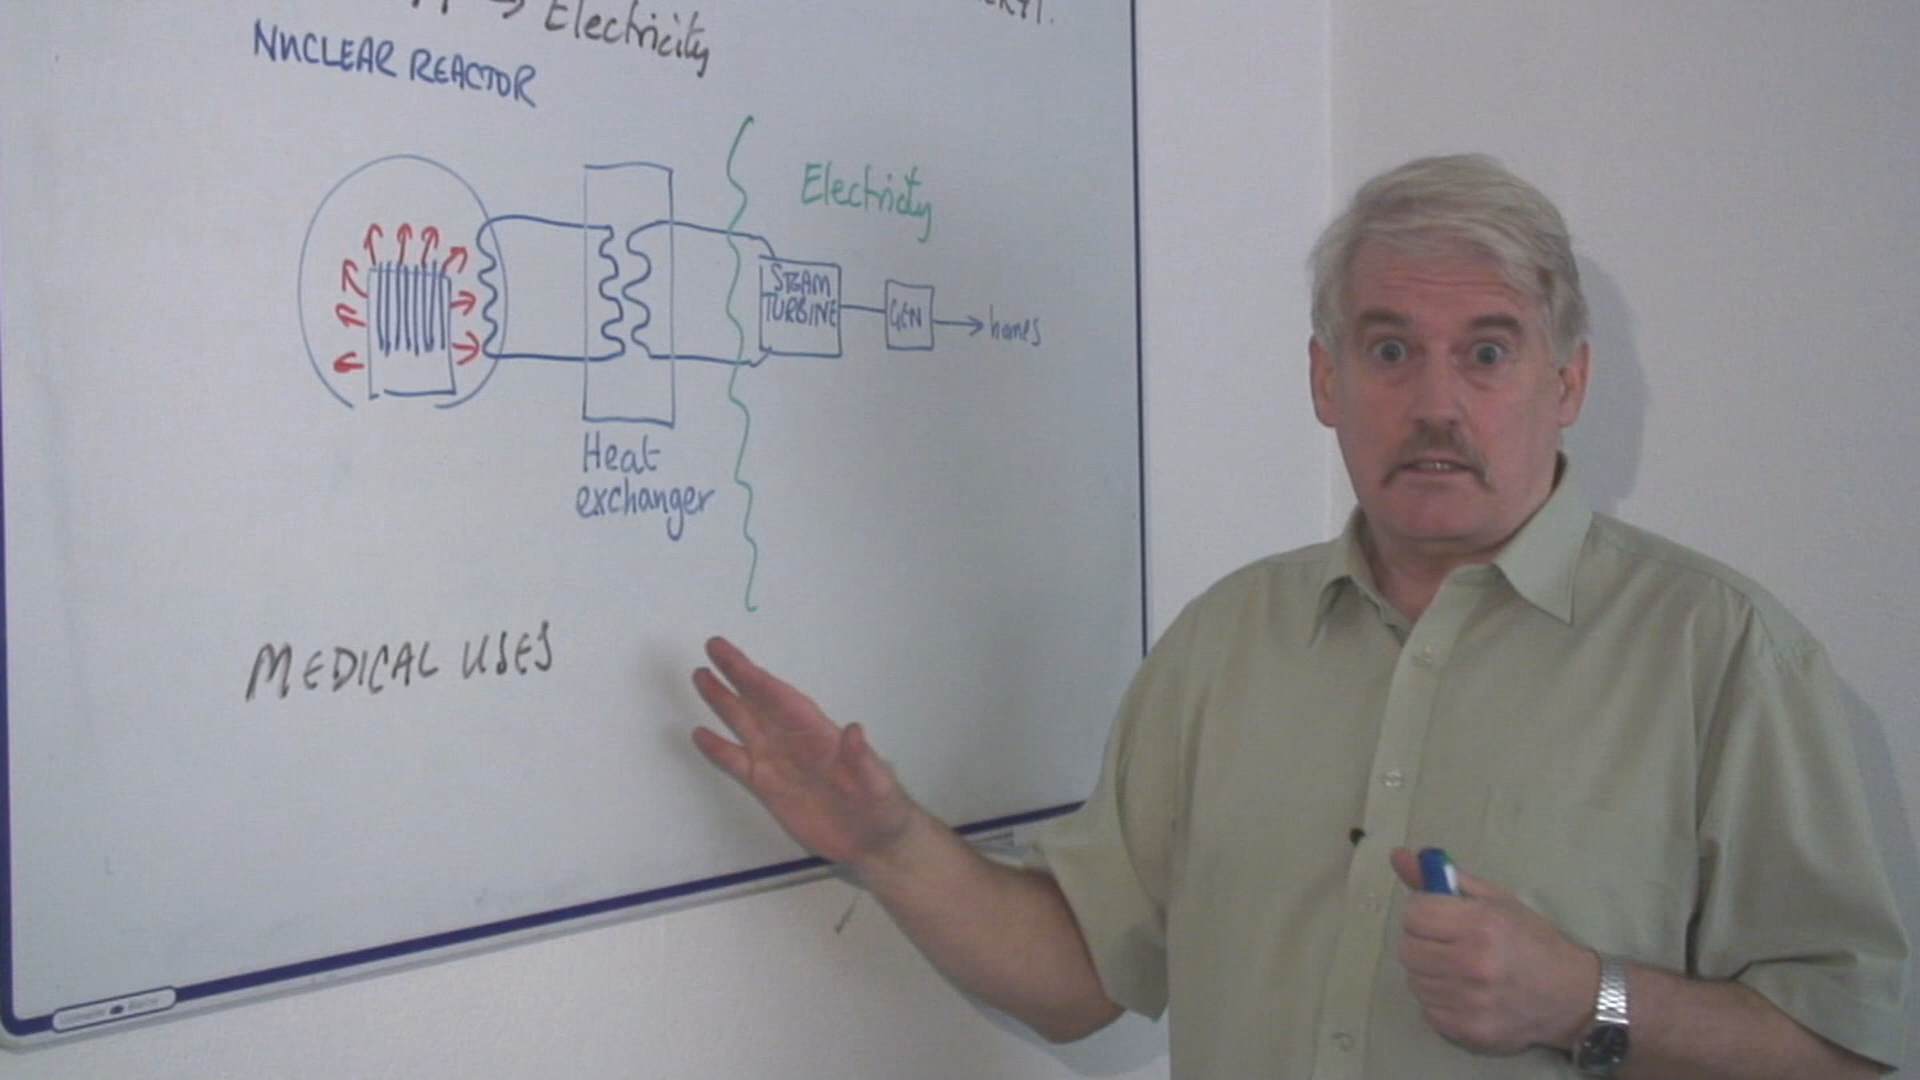 Electricity
NUCLEAR REACTOR
Electricity
STEAM
TURBINE
GEN
homes
Heat
exchanger
MEDICAL USES